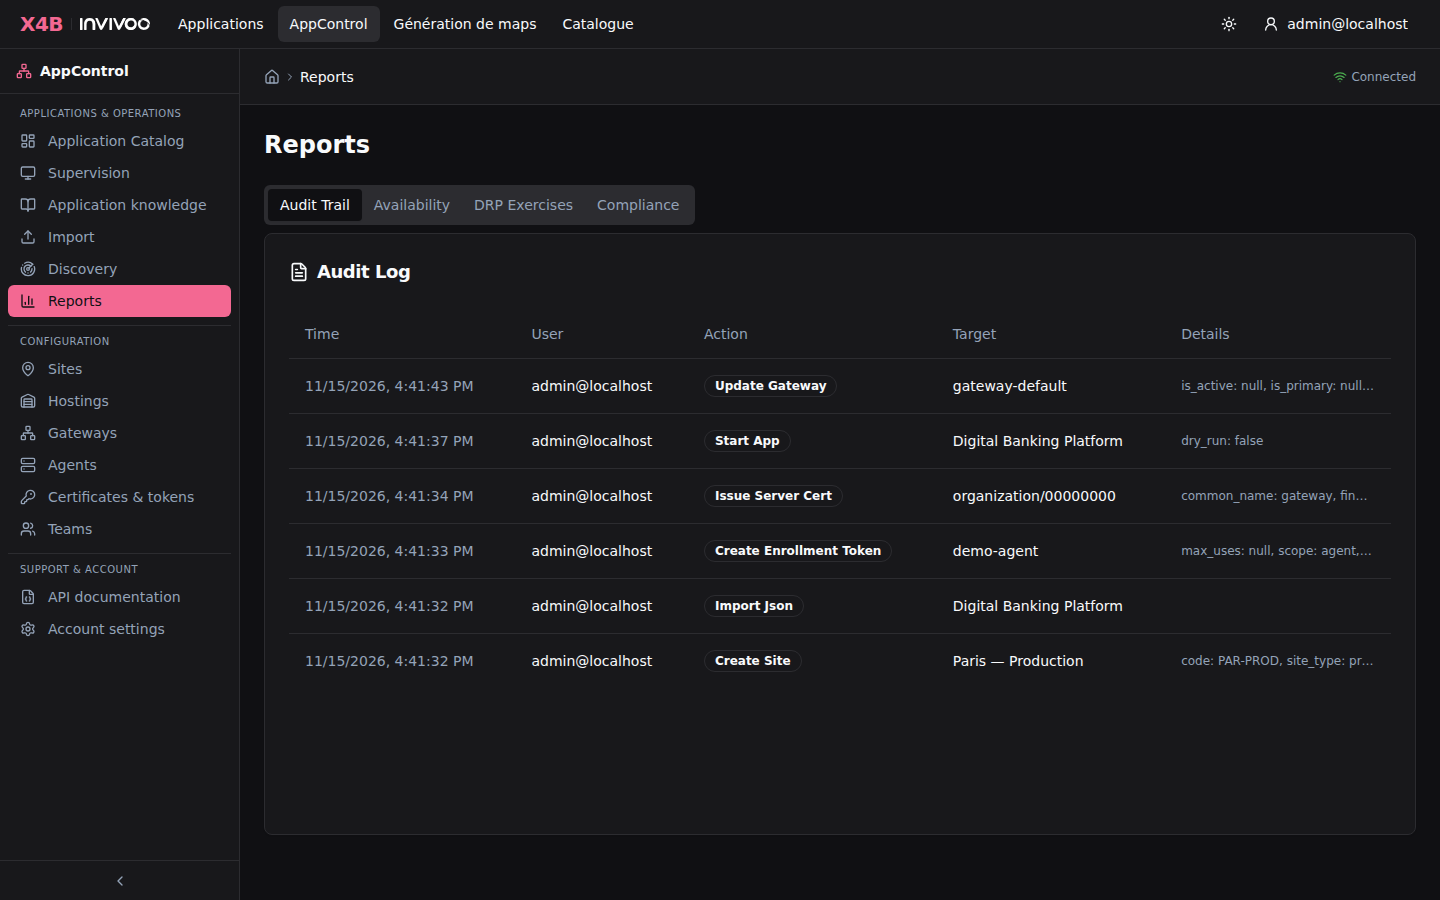 X4B INVIVOO Applications AppControl Génération de maps Catalogue admin@localhost
AppControl
Reports
Connected
APPLICATIONS & OPERATIONS
Application Catalog
Supervision
Application knowledge
Import
Discovery
Reports
CONFIGURATION
Sites
Hostings
Gateways
Agents
Certificates & tokens
Teams
SUPPORT & ACCOUNT
API documentation
Account settings
Reports
Audit Trail Availability DRP Exercises Compliance
Audit Log
Time User Action Target Details
11/15/2026, 4:41:43 PM admin@localhost Update Gateway gateway-default is_active: null, is_primary: null...
11/15/2026, 4:41:37 PM admin@localhost Start App Digital Banking Platform dry_run: false
11/15/2026, 4:41:34 PM admin@localhost Issue Server Cert organization/00000000 common_name: gateway, fin...
11/15/2026, 4:41:33 PM admin@localhost Create Enrollment Token demo-agent max_uses: null, scope: agent,...
11/15/2026, 4:41:32 PM admin@localhost Import Json Digital Banking Platform
11/15/2026, 4:41:32 PM admin@localhost Create Site Paris — Production code: PAR-PROD, site_type: pr...